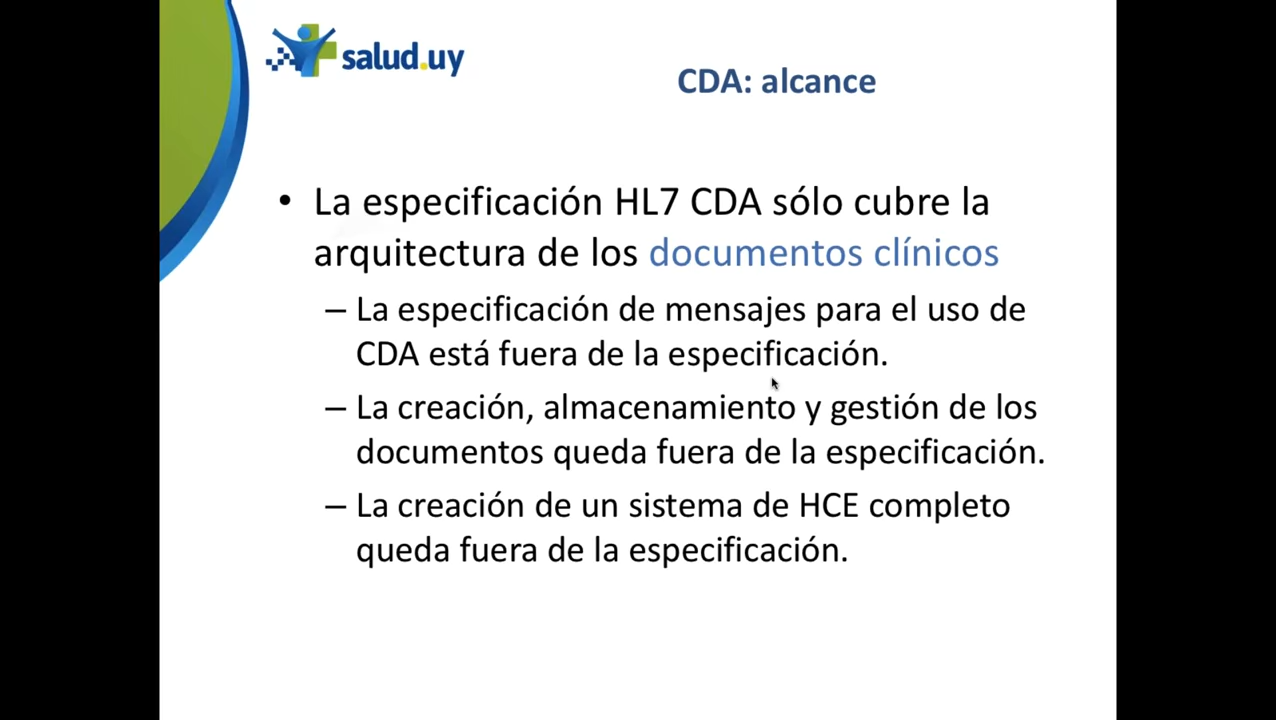 salud.uy
CDA: alcance
• La especificación HL7 CDA sólo cubre la
arquitectura de los documentos clínicos
– La especificación de mensajes para el uso de
CDA está fuera de la especificación.
– La creación, almacenamiento y gestión de los
documentos queda fuera de la especificación.
– La creación de un sistema de HCE completo
queda fuera de la especificación.